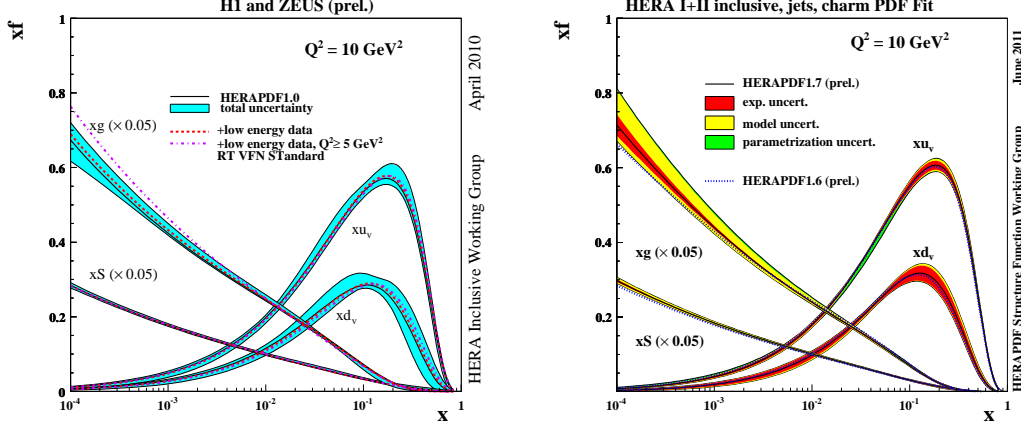 H1 and ZEUS (prel.)
xf
1
0.8
0.6
0.4
0.2
0
10-4
10-3
10-2
10-1
1
x
Q2 = 10 GeV2
HERAPDF1.0
total uncertainty
+low energy data
+low energy data, Q2≥ 5 GeV2
RT VFN STandard
xg (× 0.05)
xS (× 0.05)
xuv
xdv
HERA Inclusive Working Group
April 2010
HERA I+II inclusive, jets, charm PDF Fit
xf
1
0.8
0.6
0.4
0.2
0
10-4
10-3
10-2
10-1
1
x
Q2 = 10 GeV2
HERAPDF1.7 (prel.)
exp. uncert.
model uncert.
parametrization uncert.
HERAPDF1.6 (prel.)
xuv
xdv
xg (× 0.05)
xS (× 0.05)
HERAPDF Structure Function Working Group
June 2011